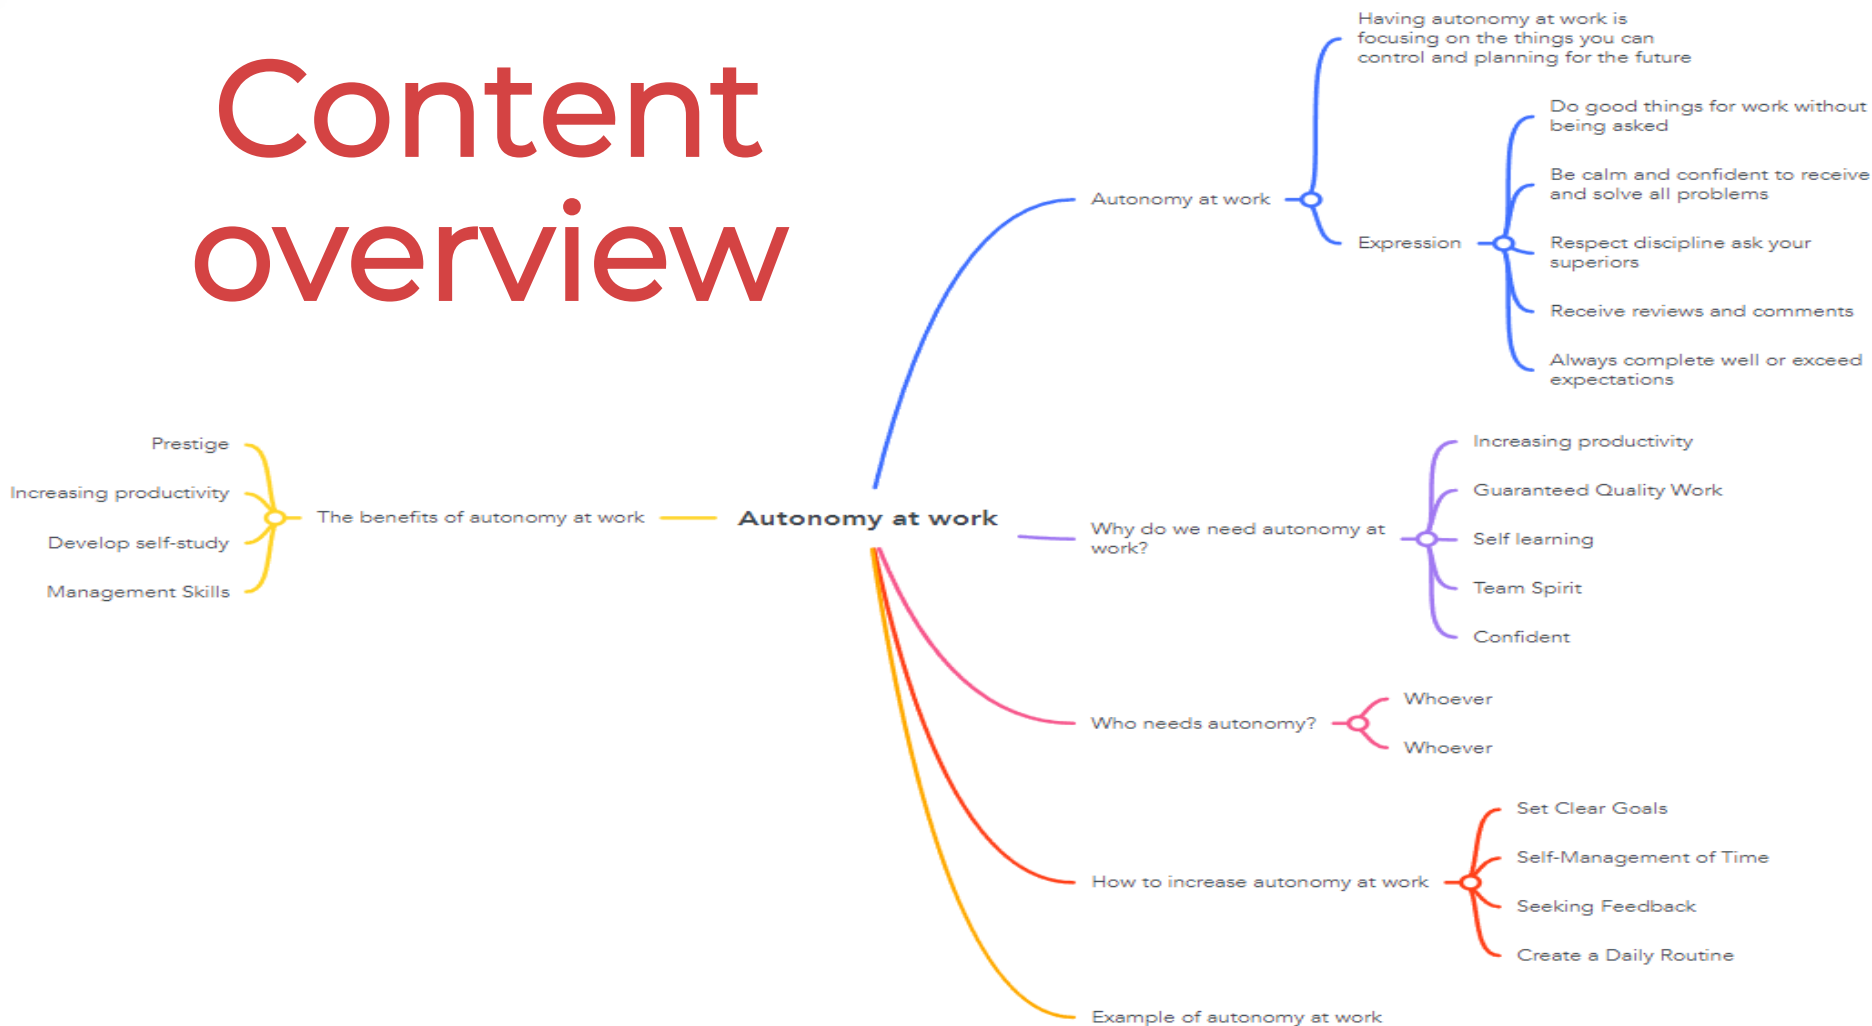 Content
overview
Having autonomy at work is
focusing on the things you can
control and planning for the future
Autonomy at work
Expression
Do good things for work without
being asked
Be calm and confident to receive
and solve all problems
Respect discipline ask your
superiors
Receive reviews and comments
Always complete well or exceed
expectations
Prestige
Increasing productivity
Develop self-study
Management Skills
The benefits of autonomy at work
Autonomy at work
Why do we need autonomy at
work?
Increasing productivity
Guaranteed Quality Work
Self learning
Team Spirit
Confident
Who needs autonomy?
Whoever
Whoever
How to increase autonomy at work
Set Clear Goals
Self-Management of Time
Seeking Feedback
Create a Daily Routine
Example of autonomy at work